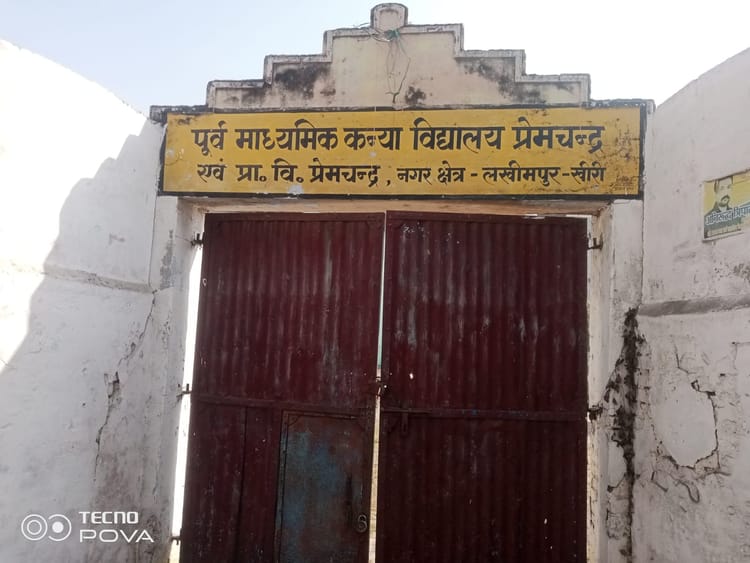 पूर्व माध्यमिक कन्या विद्यालय प्रेमचन्द्र
एवं प्रा. वि. प्रेमचन्द्र, नगर क्षेत्र - लखीमपुर-खीरी
TECNO
POVA